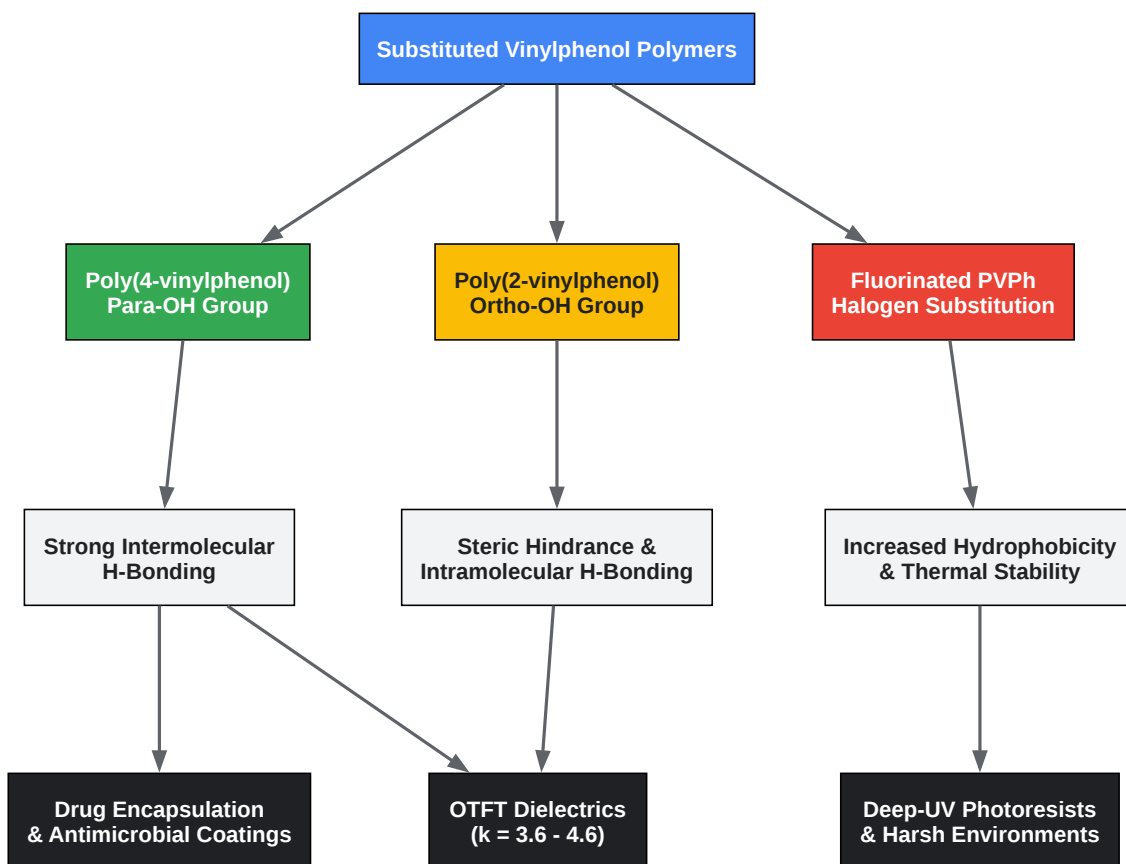 Substituted Vinylphenol Polymers
Poly(4-vinylphenol)
Para-OH Group
Poly(2-vinylphenol)
Ortho-OH Group
Fluorinated PVPh
Halogen Substitution
Strong Intermolecular
H-Bonding
Steric Hindrance &
Intramolecular H-Bonding
Increased Hydrophobicity
& Thermal Stability
Drug Encapsulation
& Antimicrobial Coatings
OTFT Dielectrics
(k = 3.6 - 4.6)
Deep-UV Photoresists
& Harsh Environments